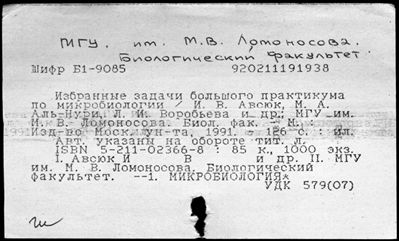 МГУ. им. М.В. Ломоносова.
Биологический факультет
Шифр Б1-9085 920211191938
Избранные задачи большого практикума
по микробиологии / И. В. Авсюк, М. А.
Аль-Нури, Л. И. Воробьева и др; МГУ им.
М. В. Ломоносова. Биол. фак. - М. :
Изд-во Моск. ун-та, 1991. - 126 с. : ил.
Авт. указаны на обороте тит. л.
ISBN 5-211-02366-8 : 85 к., 1000 экз.
I. Авсюк И В и др. II. МГУ
им. М. В. Ломоносова. Биологический
факультет. --1. МИКРОБИОЛОГИЯ
УДК 579(07)